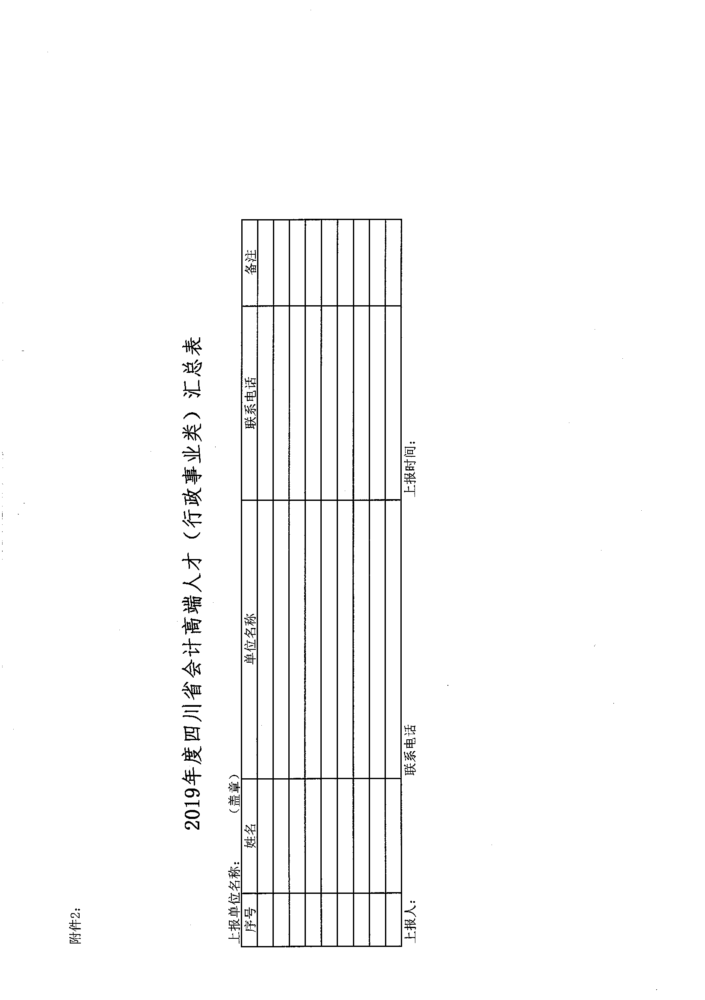 附件2：
2019年度四川省会计高端人才（行政事业类）汇总表
上报单位名称： （盖章）
序号 姓名 单位名称 联系电话 备注
上报人： 联系电话 上报时间：